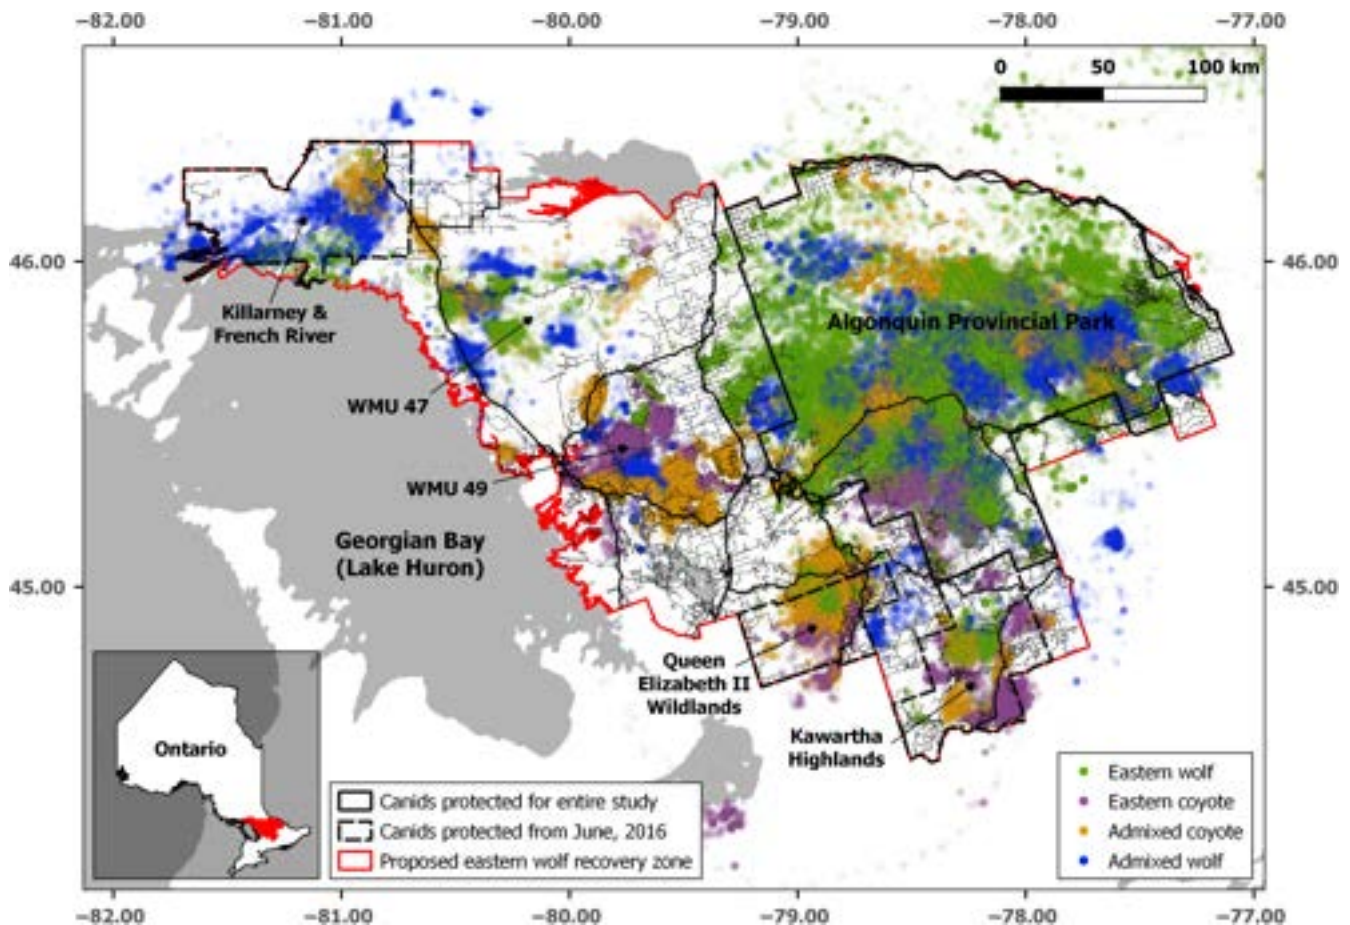 −82.00 −81.00 −80.00 −79.00 −78.00 −77.00
0 50 100 km
46.00 46.00
Killarney &
French River
Algonquin Provincial Park
WMU 47
WMU 49
Georgian Bay
(Lake Huron)
45.00 45.00
Queen
Elizabeth II
Wildlands
Kawartha
Highlands
Ontario
Canids protected for entire study
Canids protected from June, 2016
Proposed eastern wolf recovery zone
Eastern wolf
Eastern coyote
Admixed coyote
Admixed wolf
−82.00 −81.00 −80.00 −79.00 −78.00 −77.00